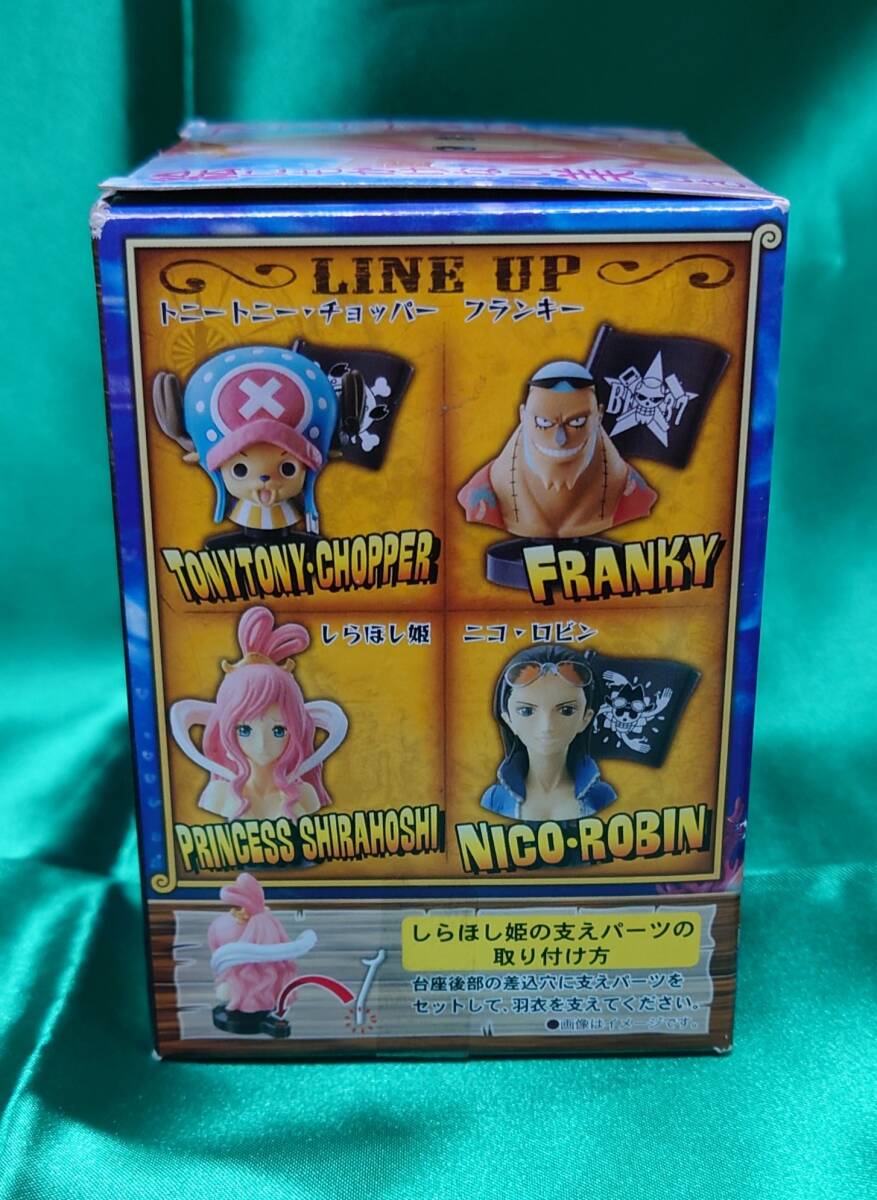 LINE UP
トニートニー・チョッパー フランキー
TONYTONY・CHOPPER
FRANKY
しらほし姫 ニコ・ロビン
PRINCESS SHIRAHOSHI
NICO・ROBIN
しらほし姫の支えパーツの
取り付け方
台座後部の差込穴に支えパーツを
セットして、羽衣を支えてください。
●画像はイメージです。